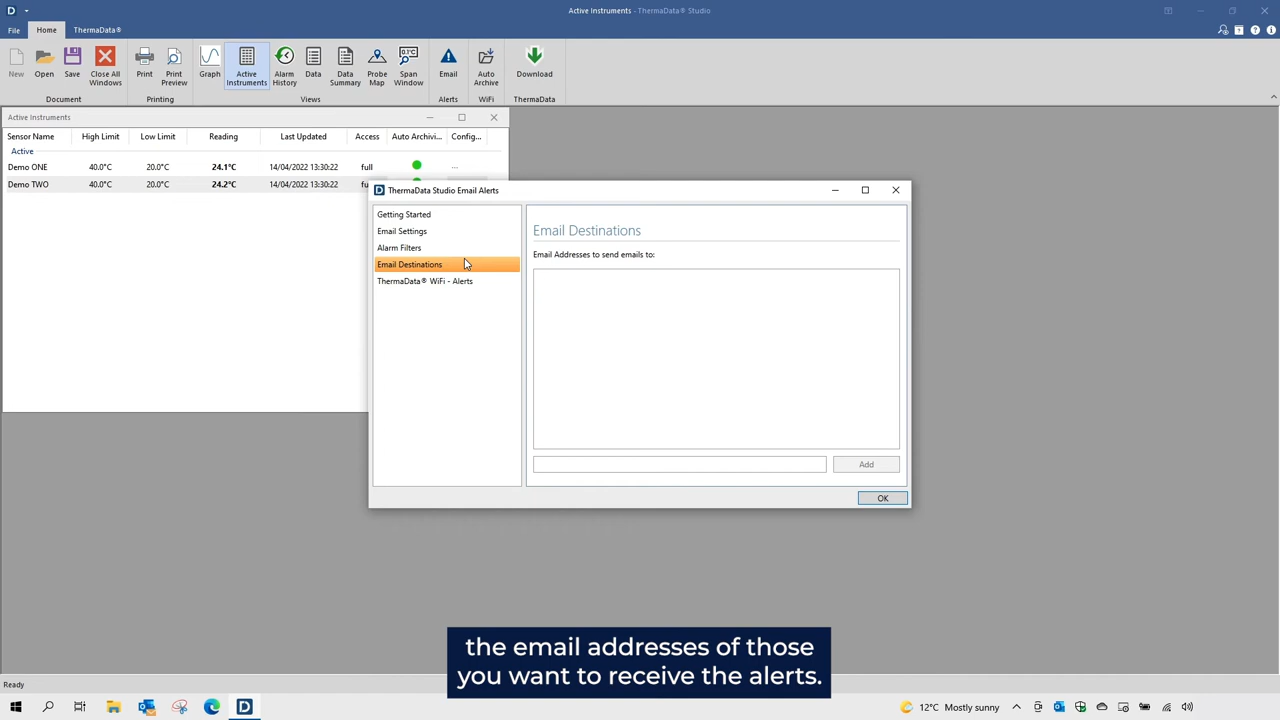 Active Instruments - ThermaData® Studio
File Home ThermaData®
New Open Save Close All Windows Print Print Preview Graph Active Instruments Alarm History Data Data Summary Probe Map 0.1°C Span Window Email Auto Archive Download
Document Printing Views Alerts WiFi ThermaData
Active Instruments
Sensor Name High Limit Low Limit Reading Last Updated Access Auto Archivi... Config...
Active
Demo ONE 40.0°C 20.0°C 24.1°C 14/04/2022 13:30:22 full ...
Demo TWO 40.0°C 20.0°C 24.2°C 14/04/2022 13:30:22
ThermaData Studio Email Alerts
Getting Started
Email Settings
Alarm Filters
Email Destinations
ThermaData® WiFi - Alerts
Email Destinations
Email Addresses to send emails to:
Add
OK
the email addresses of those
you want to receive the alerts.
Ready
12°C Mostly sunny